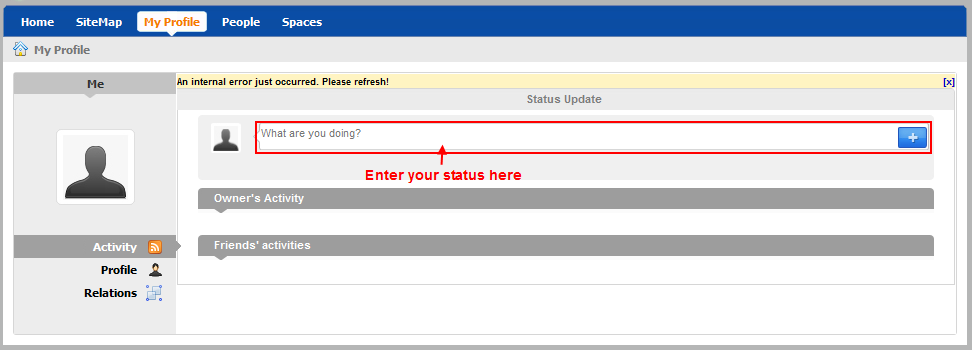 Home SiteMap My Profile People Spaces
My Profile
Me
An internal error just occurred. Please refresh! [x]
Status Update
What are you doing? +
Enter your status here
Owner's Activity
Friends' activities
Activity
Profile
Relations